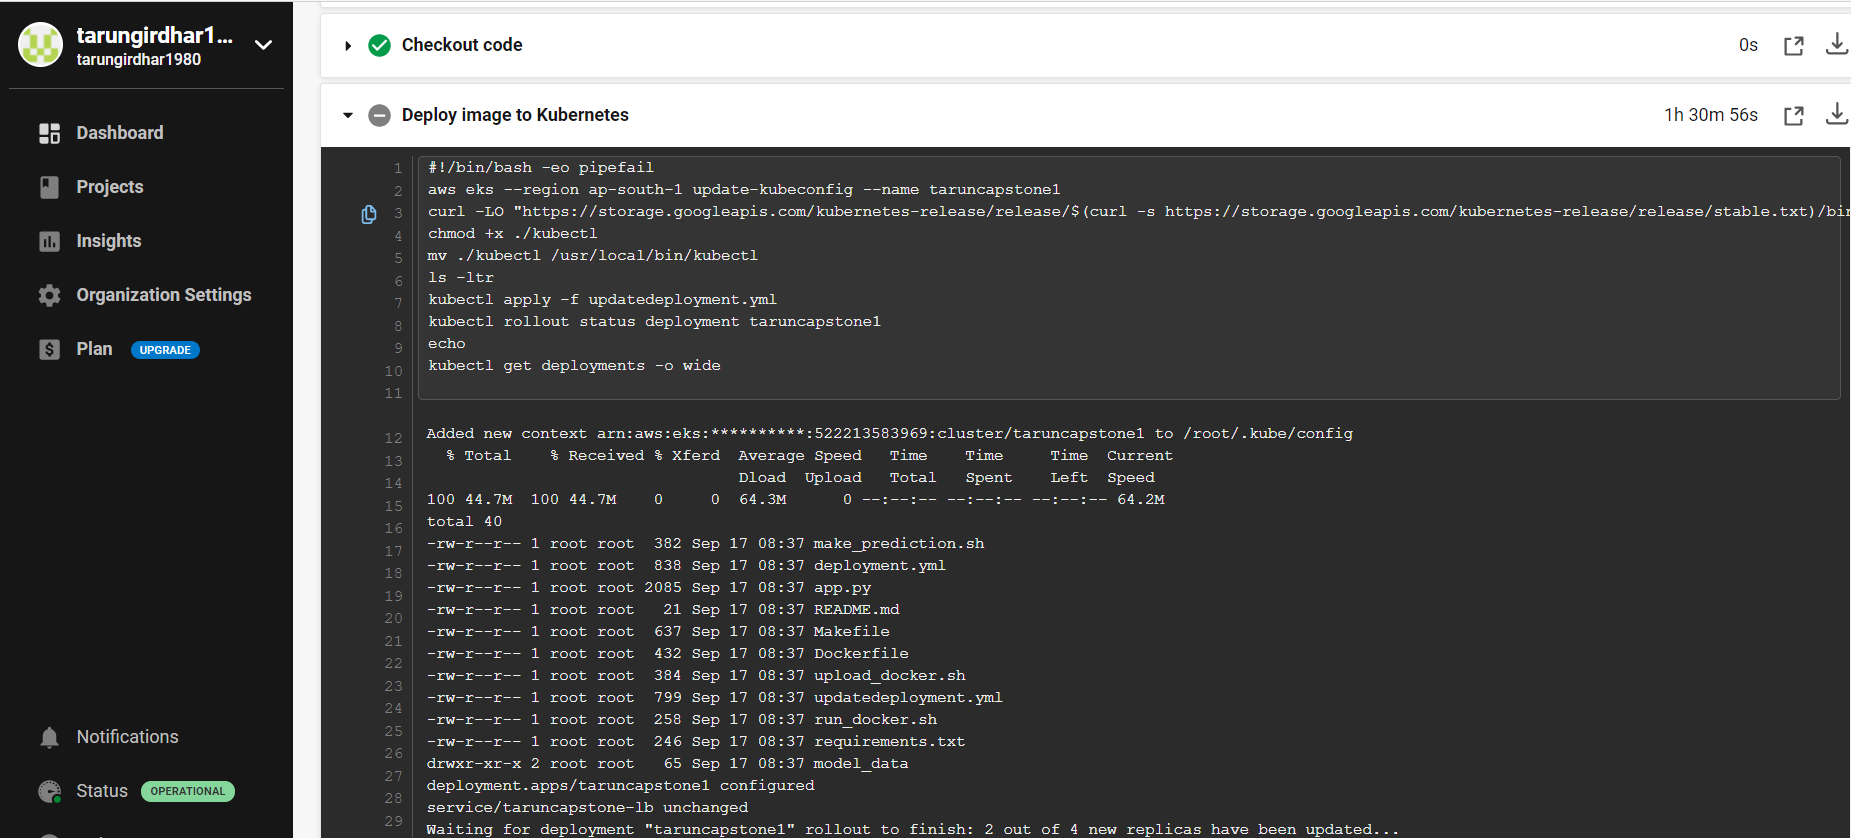 tarungirdhar1...
tarungirdhar1980
Dashboard
Projects
Insights
Organization Settings
Plan UPGRADE
Notifications
Status OPERATIONAL
Checkout code 0s
Deploy image to Kubernetes 1h 30m 56s
1 #!/bin/bash -eo pipefail
2 aws eks --region ap-south-1 update-kubeconfig --name taruncapstone1
3 curl -LO "https://storage.googleapis.com/kubernetes-release/release/$(curl -s https://storage.googleapis.com/kubernetes-release/release/stable.txt)/bin
4 chmod +x ./kubectl
5 mv ./kubectl /usr/local/bin/kubectl
6 ls -ltr
7 kubectl apply -f updatedeployment.yml
8 kubectl rollout status deployment taruncapstone1
9 echo
10 kubectl get deployments -o wide
11
12 Added new context arn:aws:eks:**********:522213583969:cluster/taruncapstone1 to /root/.kube/config
13 % Total % Received % Xferd Average Speed Time Time Time Current
14 Dload Upload Total Spent Left Speed
15 100 44.7M 100 44.7M 0 0 64.3M 0 --:--:-- --:--:-- --:--:-- 64.2M
16 total 40
17 -rw-r--r-- 1 root root 382 Sep 17 08:37 make_prediction.sh
18 -rw-r--r-- 1 root root 838 Sep 17 08:37 deployment.yml
19 -rw-r--r-- 1 root root 2085 Sep 17 08:37 app.py
20 -rw-r--r-- 1 root root 21 Sep 17 08:37 README.md
21 -rw-r--r-- 1 root root 637 Sep 17 08:37 Makefile
22 -rw-r--r-- 1 root root 432 Sep 17 08:37 Dockerfile
23 -rw-r--r-- 1 root root 384 Sep 17 08:37 upload_docker.sh
24 -rw-r--r-- 1 root root 799 Sep 17 08:37 updatedeployment.yml
25 -rw-r--r-- 1 root root 258 Sep 17 08:37 run_docker.sh
26 -rw-r--r-- 1 root root 246 Sep 17 08:37 requirements.txt
27 drwxr-xr-x 2 root root 65 Sep 17 08:37 model_data
28 deployment.apps/taruncapstone1 configured
29 service/taruncapstone-lb unchanged
Waiting for deployment "taruncapstone1" rollout to finish: 2 out of 4 new replicas have been updated...